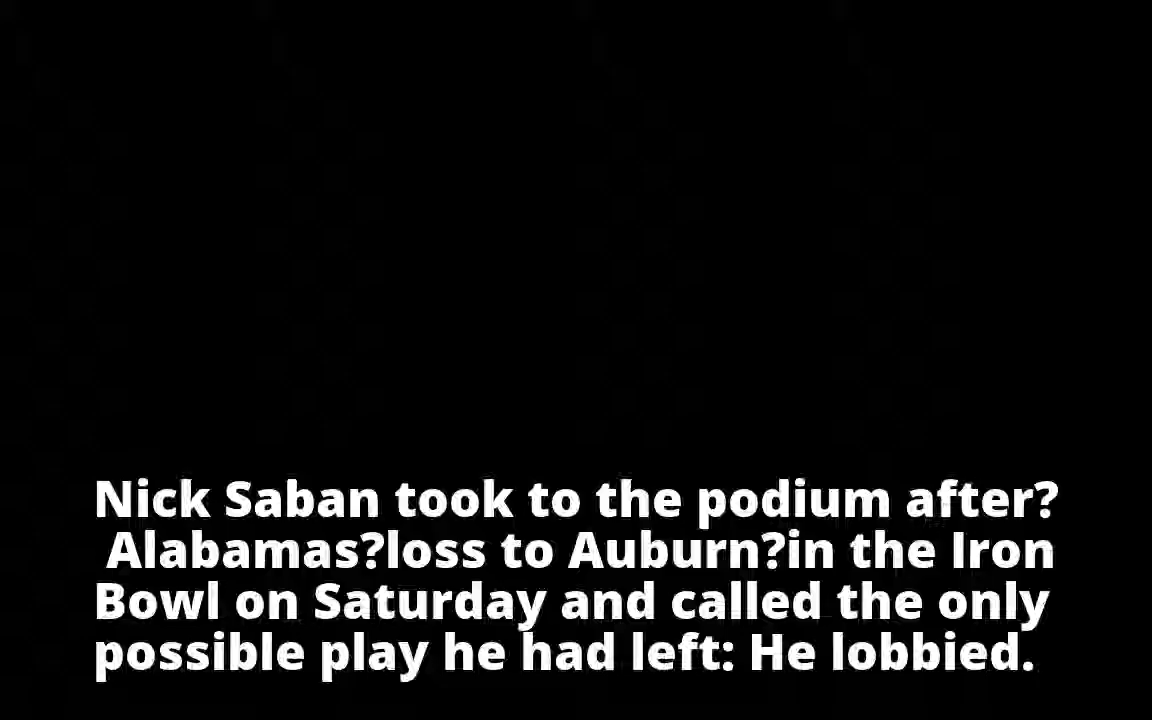 Nick Saban took to the podium after?
Alabamas?loss to Auburn?in the Iron
Bowl on Saturday and called the only
possible play he had left: He lobbied.